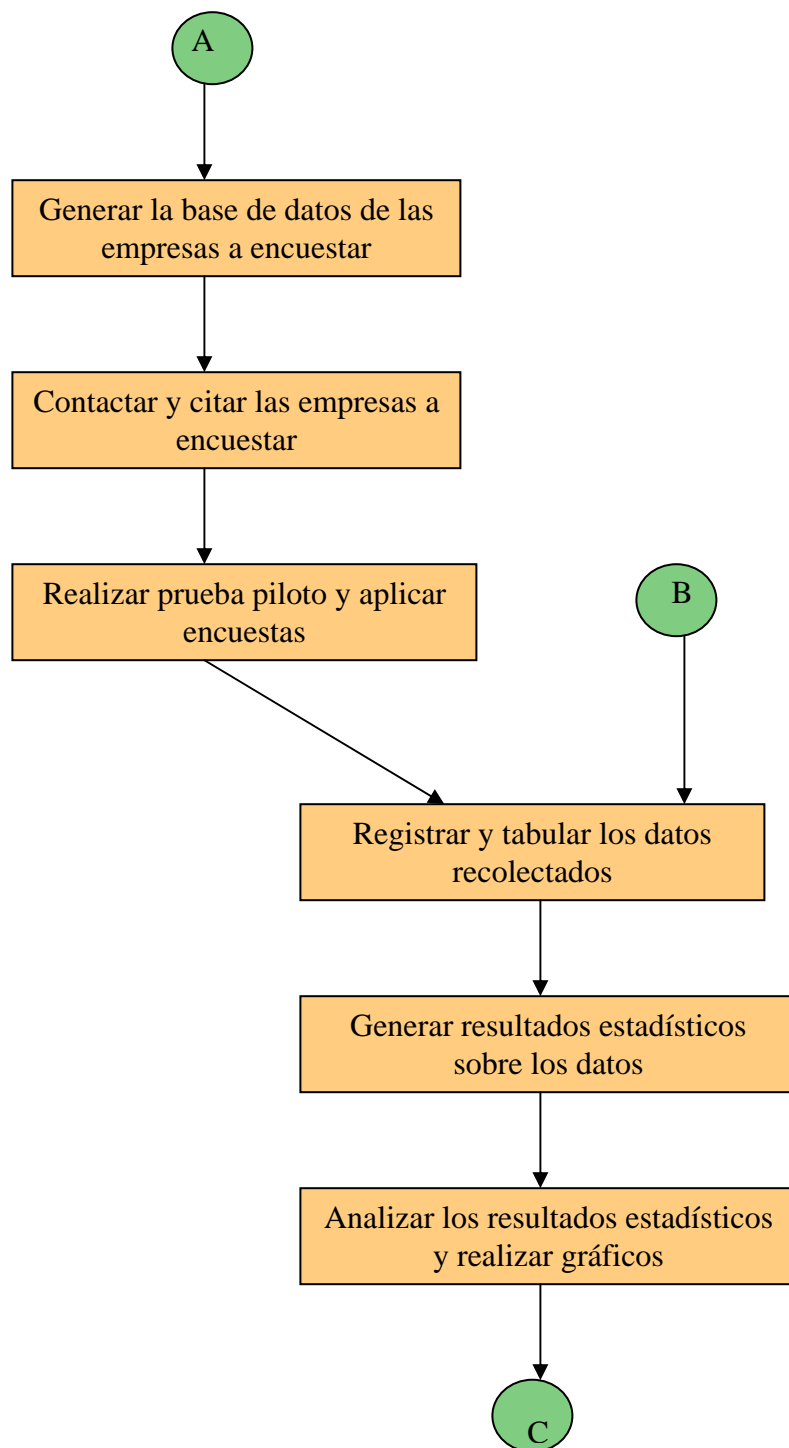 A
Generar la base de datos de las
empresas a encuestar
Contactar y citar las empresas a
encuestar
Realizar prueba piloto y aplicar
encuestas
B
Registrar y tabular los datos
recolectados
Generar resultados estadísticos
sobre los datos
Analizar los resultados estadísticos
y realizar gráficos
C